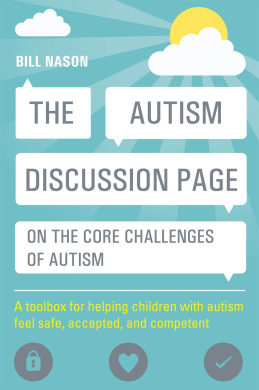 BILL NASON
THE AUTISM
DISCUSSION PAGE
ON THE CORE CHALLENGES
OF AUTISM
A toolbox for helping children with autism
feel safe, accepted, and competent